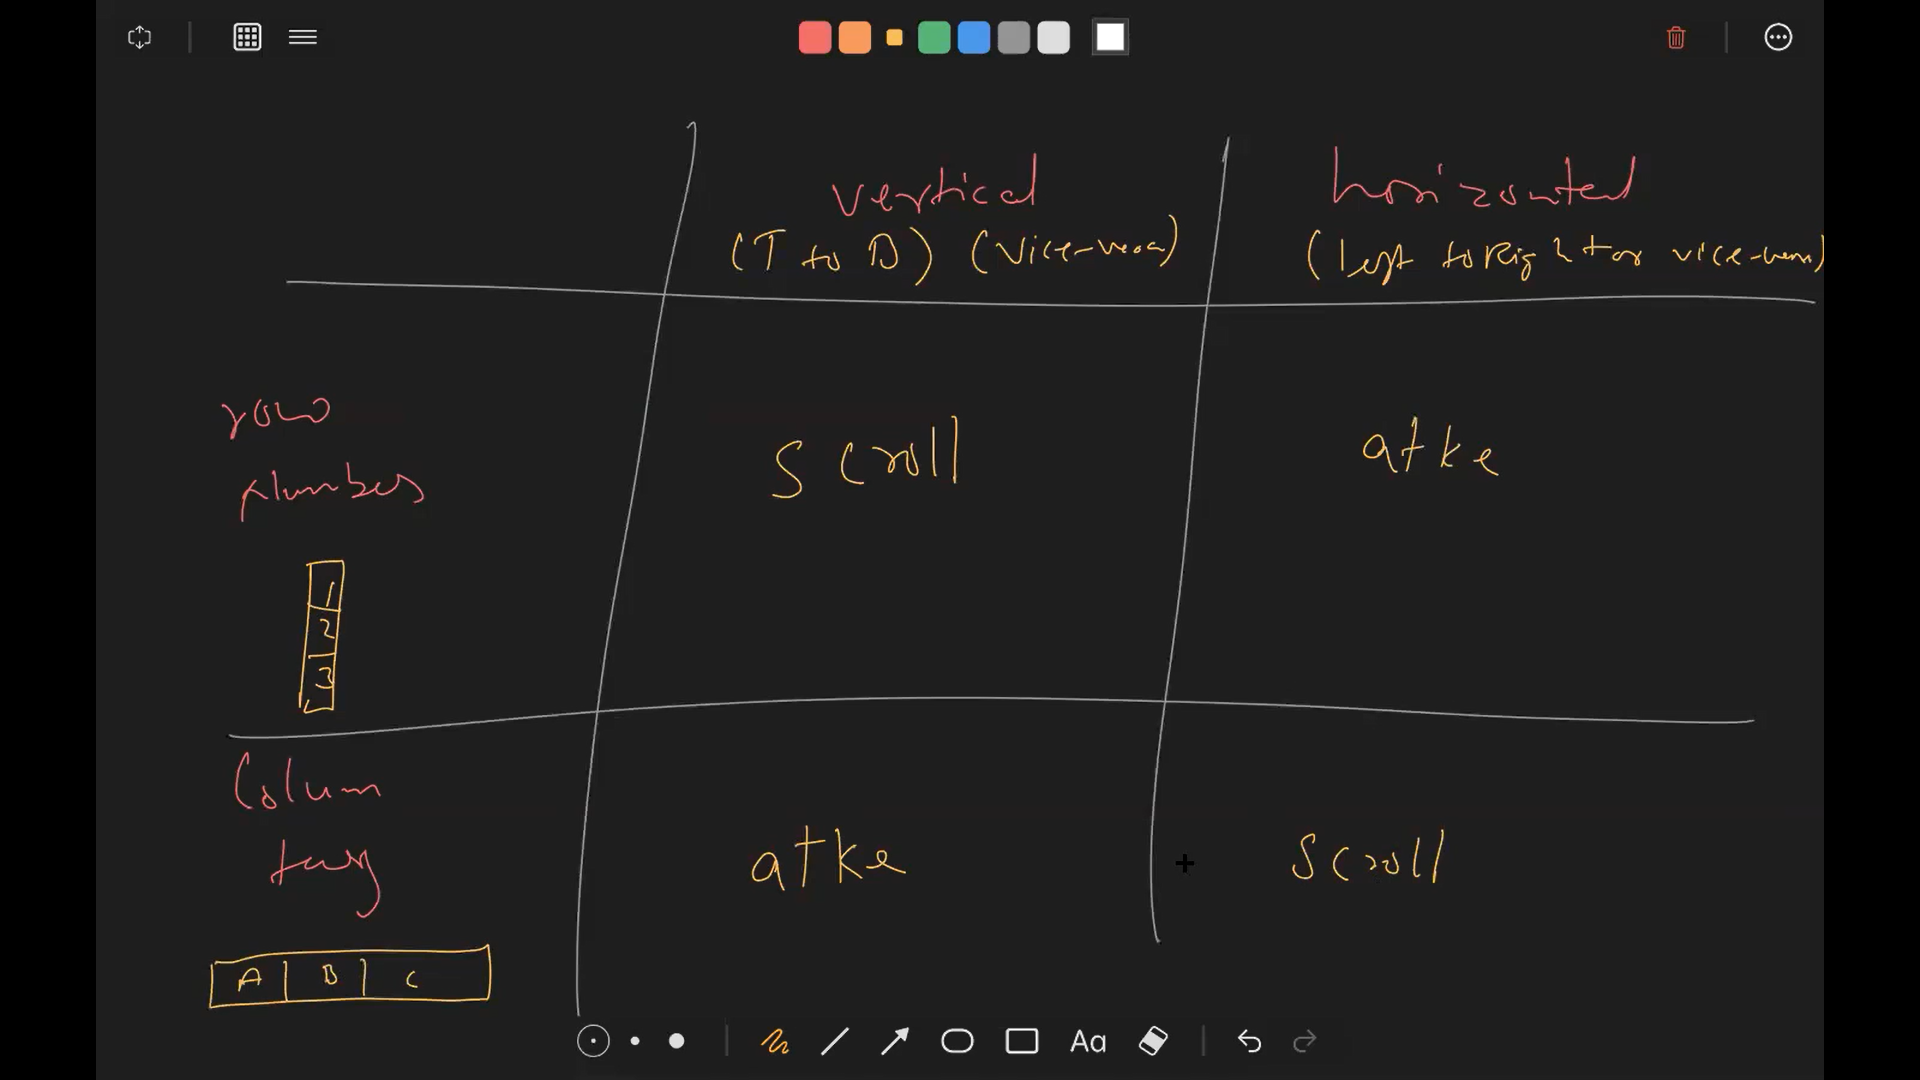 vertical
horizontal
(T to D) (vice-versa)
(left to Right or vice-versa)
row
numbers
scroll
atke
1
2
3
Column
tag
atke
scroll
A B C
Aa